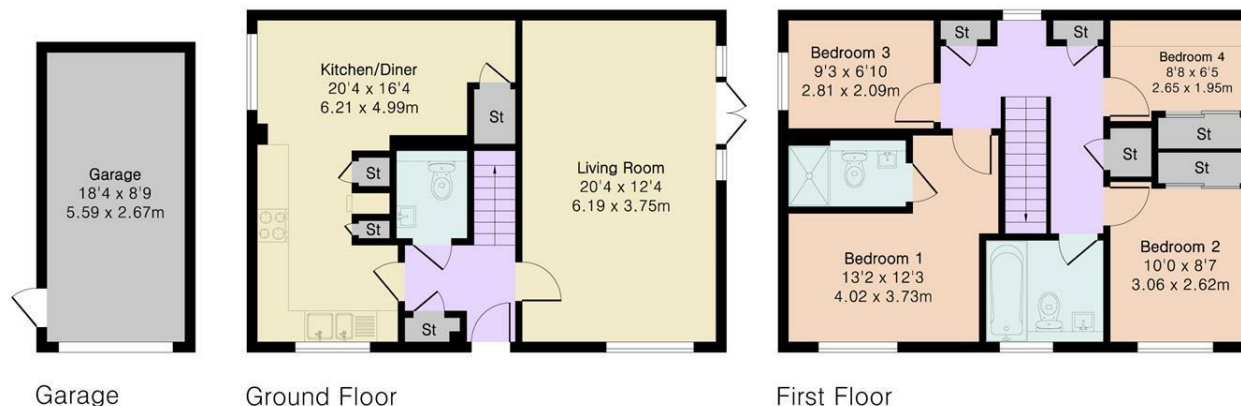 Garage
18'4 x 8'9
5.59 x 2.67m
Garage
Kitchen/Diner
20'4 x 16'4
6.21 x 4.99m
St
St
St
St
Living Room
20'4 x 12'4
6.19 x 3.75m
Ground Floor
Bedroom 3
9'3 x 6'10
2.81 x 2.09m
St
St
Bedroom 4
8'8 x 6'5
2.65 x 1.95m
St
St
St
Bedroom 1
13'2 x 12'3
4.02 x 3.73m
Bedroom 2
10'0 x 8'7
3.06 x 2.62m
First Floor